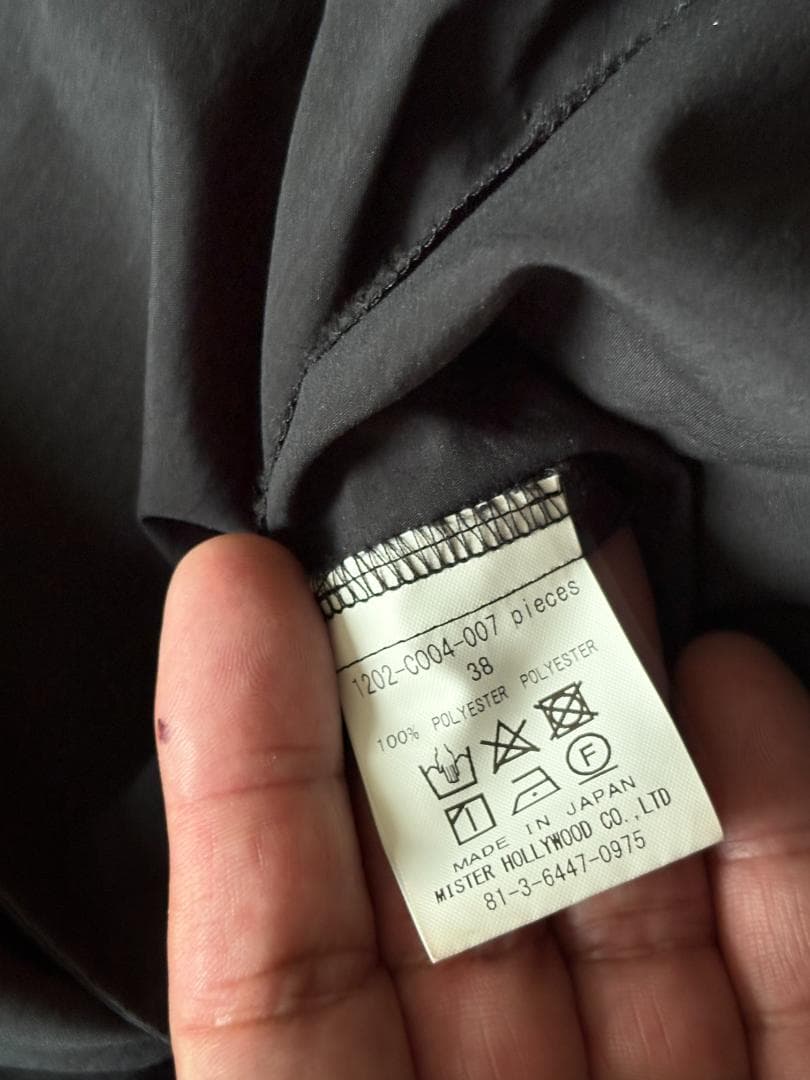 1202-C004-007 pieces
38
100% POLYESTER POLYESTER
F
MADE IN JAPAN
MISTER HOLLYWOOD CO.,LTD
81-3-6447-0975